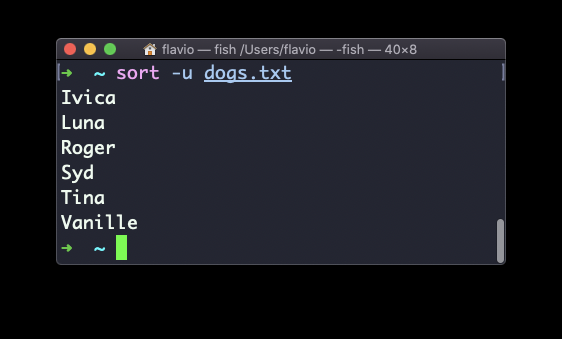 flavio — fish /Users/flavio — -fish — 40×8
➜ ~ sort -u dogs.txt
Ivica
Luna
Roger
Syd
Tina
Vanille
➜ ~